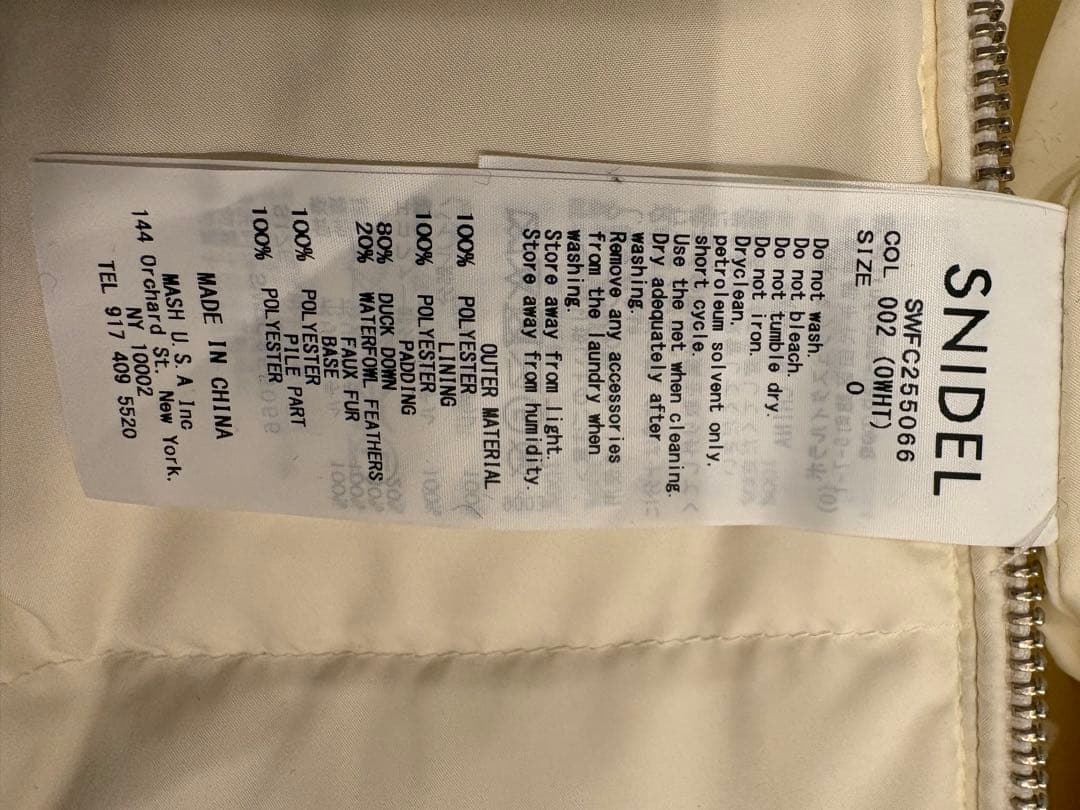 SNIDEL
SWFC255066
COL 002 (OWHT)
SIZE 0
Do not wash.
Do not bleach.
Do not tumble dry.
Do not iron.
Dryclean,
petroleum solvent only,
short cycle.
Use the net when cleaning.
Dry adequately after
washing.
Remove any accessories
from the laundry when
washing.
Store away from light.
Store away from humidity.
OUTER MATERIAL
100% POLYESTER
LINING
100% POLYESTER
PADDING
80% DUCK DOWN
20% WATERFOWL FEATHERS
FAUX FUR
BASE
100% POLYESTER
PILE PART
100% POLYESTER
MADE IN CHINA
MASH U.S.A Inc
144 Orchard St. New York,
NY 10002
TEL 917 409 5520